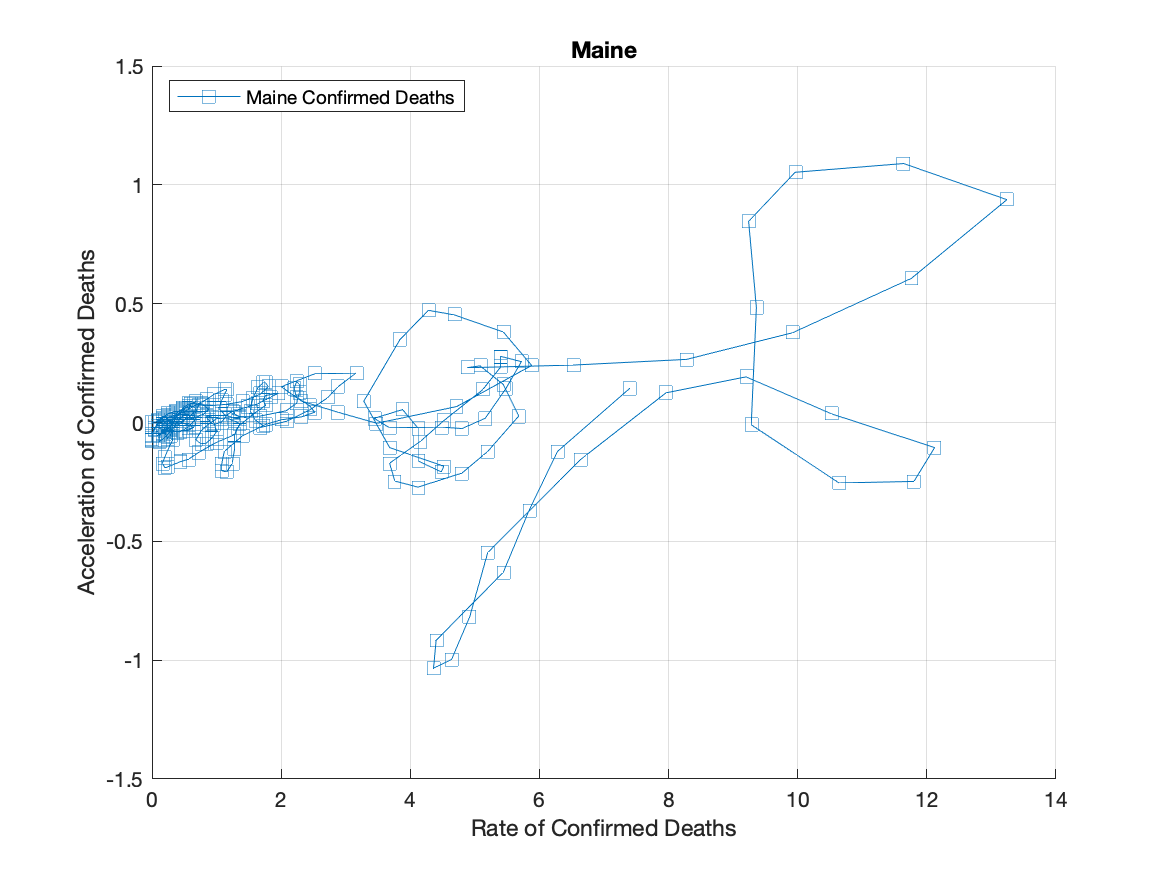 Maine
Maine Confirmed Deaths
1.5
1
0.5
0
-0.5
-1
-1.5
Acceleration of Confirmed Deaths
0 2 4 6 8 10 12 14
Rate of Confirmed Deaths